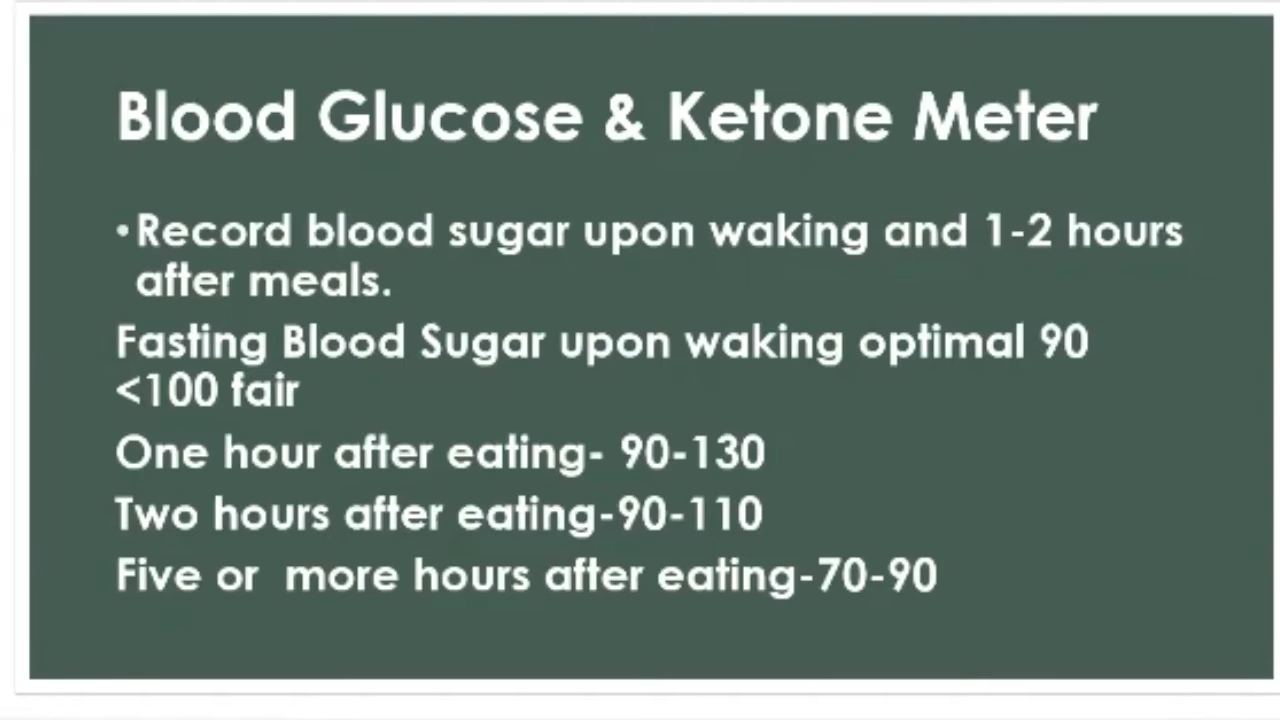 Blood Glucose & Ketone Meter
•Record blood sugar upon waking and 1-2 hours
after meals.
Fasting Blood Sugar upon waking optimal 90
<100 fair
One hour after eating- 90-130
Two hours after eating-90-110
Five or  more hours after eating-70-90